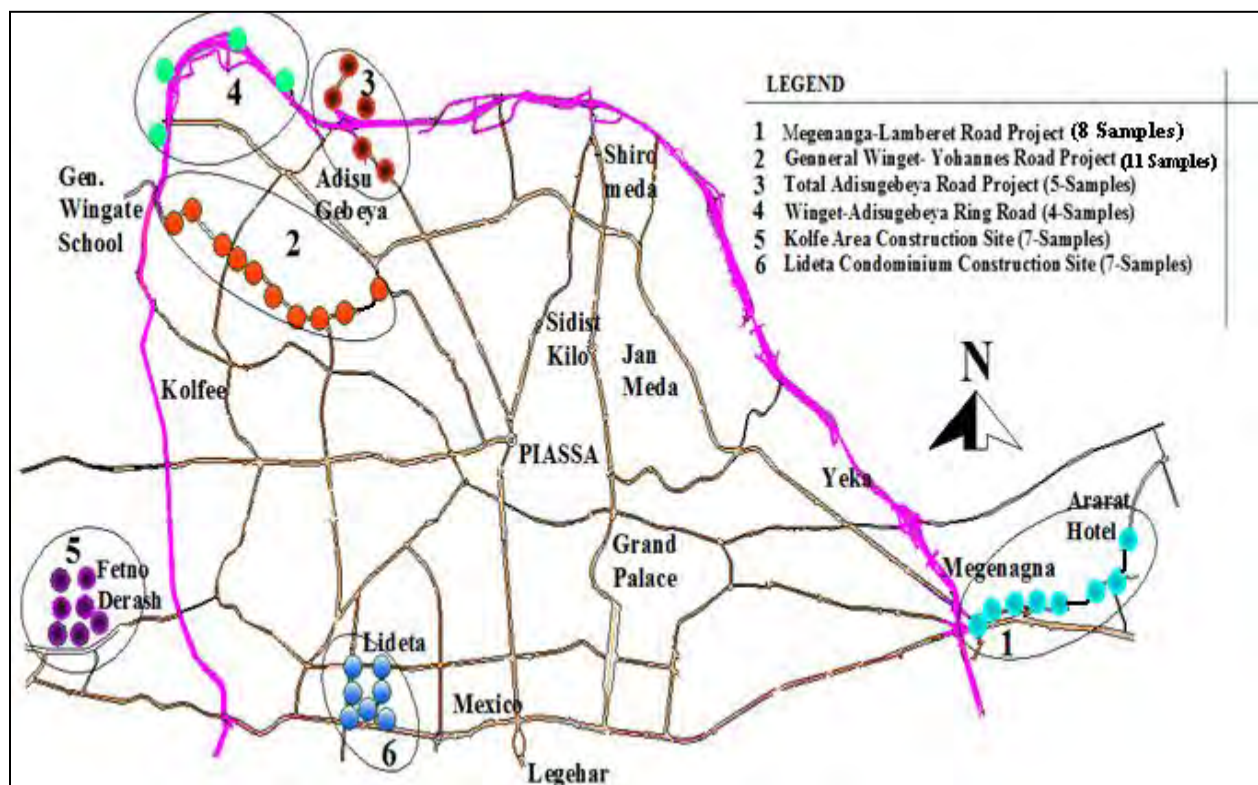 LEGEND
1 Megenanga-Lamberet Road Project (8 Samples)
2 Genneral Winget- Yohannes Road Project (11 Samples)
3 Total Adisugebeya Road Project (5-Samples)
4 Winget-Adisugebeya Ring Road (4-Samples)
5 Kolfe Area Construction Site (7-Samples)
6 Lideta Condominium Construction Site (7-Samples)
4
3
Gen.
Wingate
School
Adisu
Gebeya
Shiro
meda
2
Kolfee
Sidist
Kilo
Jan
Meda
N
PIASSA
Yeka
Ararat
Hotel
5
Fetno
Derash
Grand
Palace
Megenagna
1
Lideta
Mexico
6
Legehar